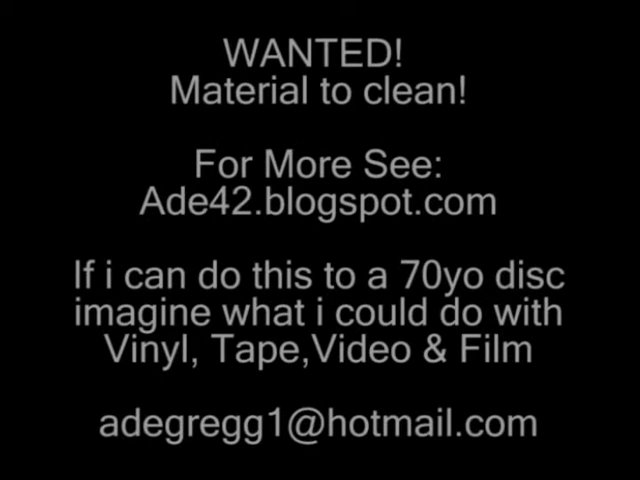 WANTED!
Material to clean!
For More See:
Ade42.blogspot.com
If i can do this to a 70yo disc
imagine what i could do with
Vinyl, Tape,Video & Film
adegregg1@hotmail.com